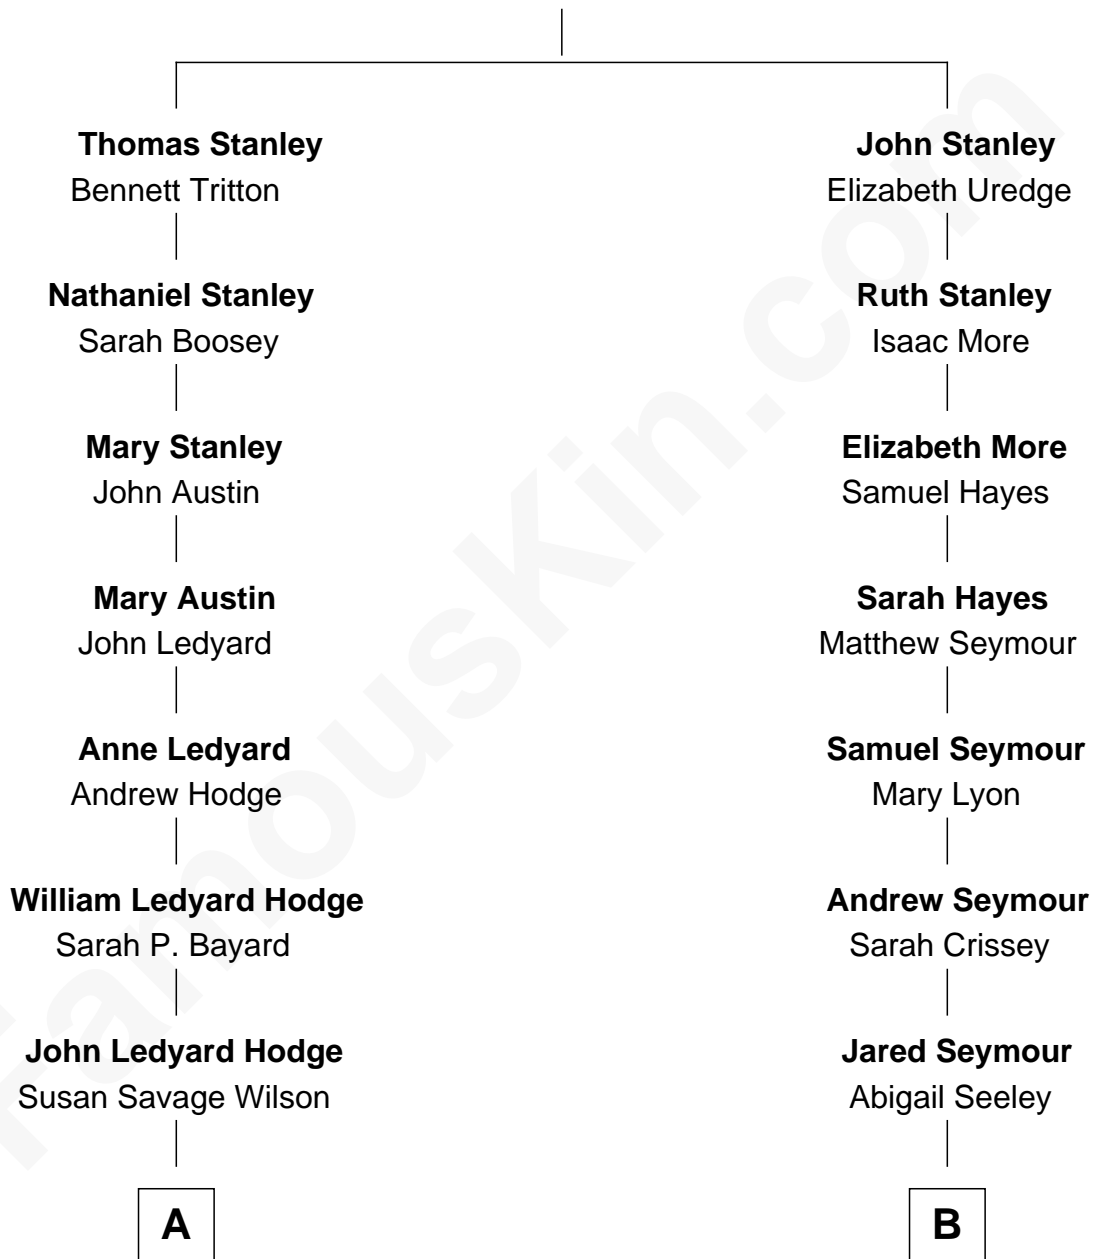 Thomas Stanley
Bennett Tritton
Nathaniel Stanley
Sarah Boosey
Mary Stanley
John Austin
Mary Austin
John Ledyard
Anne Ledyard
Andrew Hodge
William Ledyard Hodge
Sarah P. Bayard
John Ledyard Hodge
Susan Savage Wilson
A
John Stanley
Elizabeth Uredge
Ruth Stanley
Isaac More
Elizabeth More
Samuel Hayes
Sarah Hayes
Matthew Seymour
Samuel Seymour
Mary Lyon
Andrew Seymour
Sarah Crissey
Jared Seymour
Abigail Seeley
B
FamousKin.com